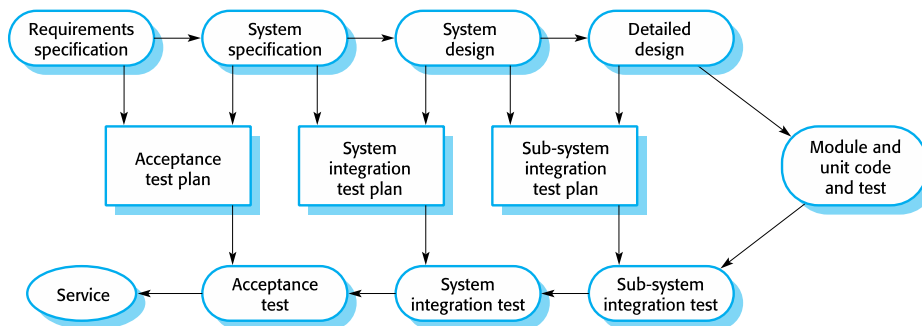 Requirements
specification
System
specification
System
design
Detailed
design
Acceptance
test plan
System
integration
test plan
Sub-system
integration
test plan
Module and
unit code
and test
Service
Acceptance
test
System
integration test
Sub-system
integration test